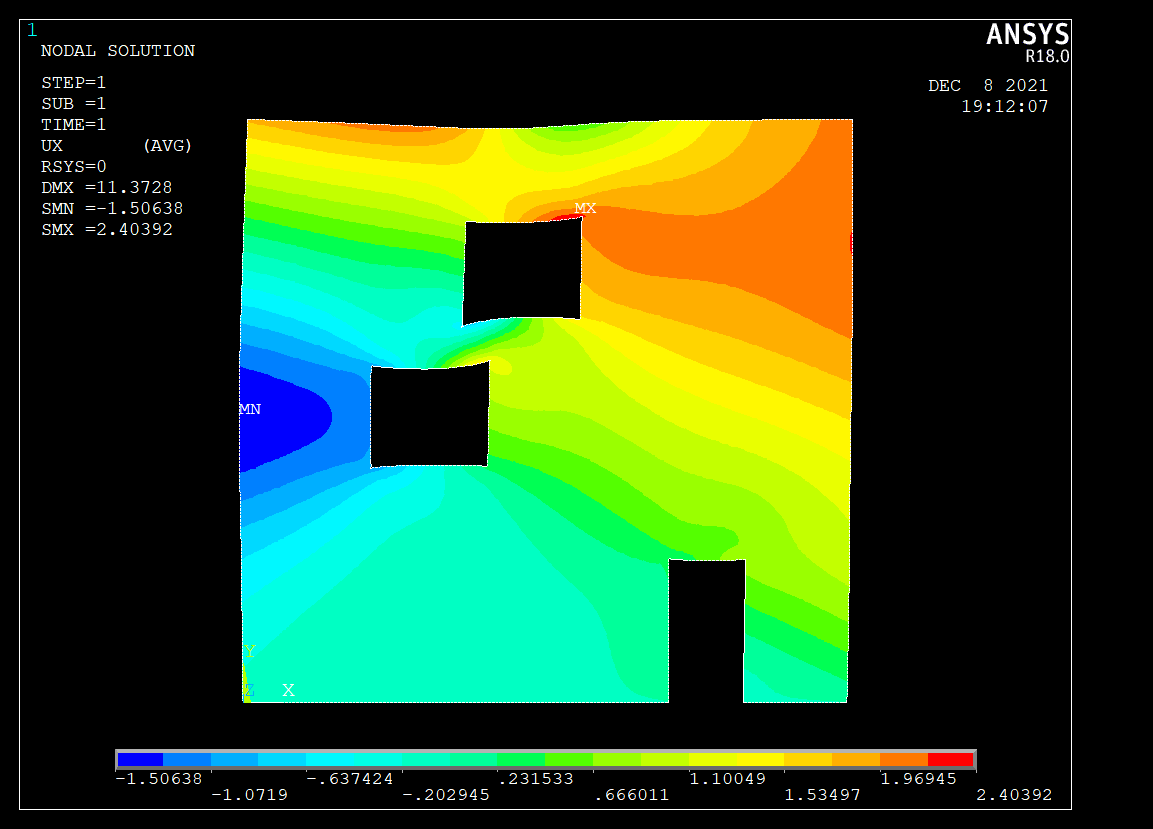 1
ANSYS
R18.0
NODAL SOLUTION
STEP=1
SUB =1
TIME=1
UX (AVG)
RSYS=0
DMX =11.3728
SMN =-1.50638
SMX =2.40392
DEC 8 2021
19:12:07
MX
MN
Y
Z X
-1.50638 -.637424 .231533 1.10049 1.96945
-1.0719 -.202945 .666011 1.53497 2.40392